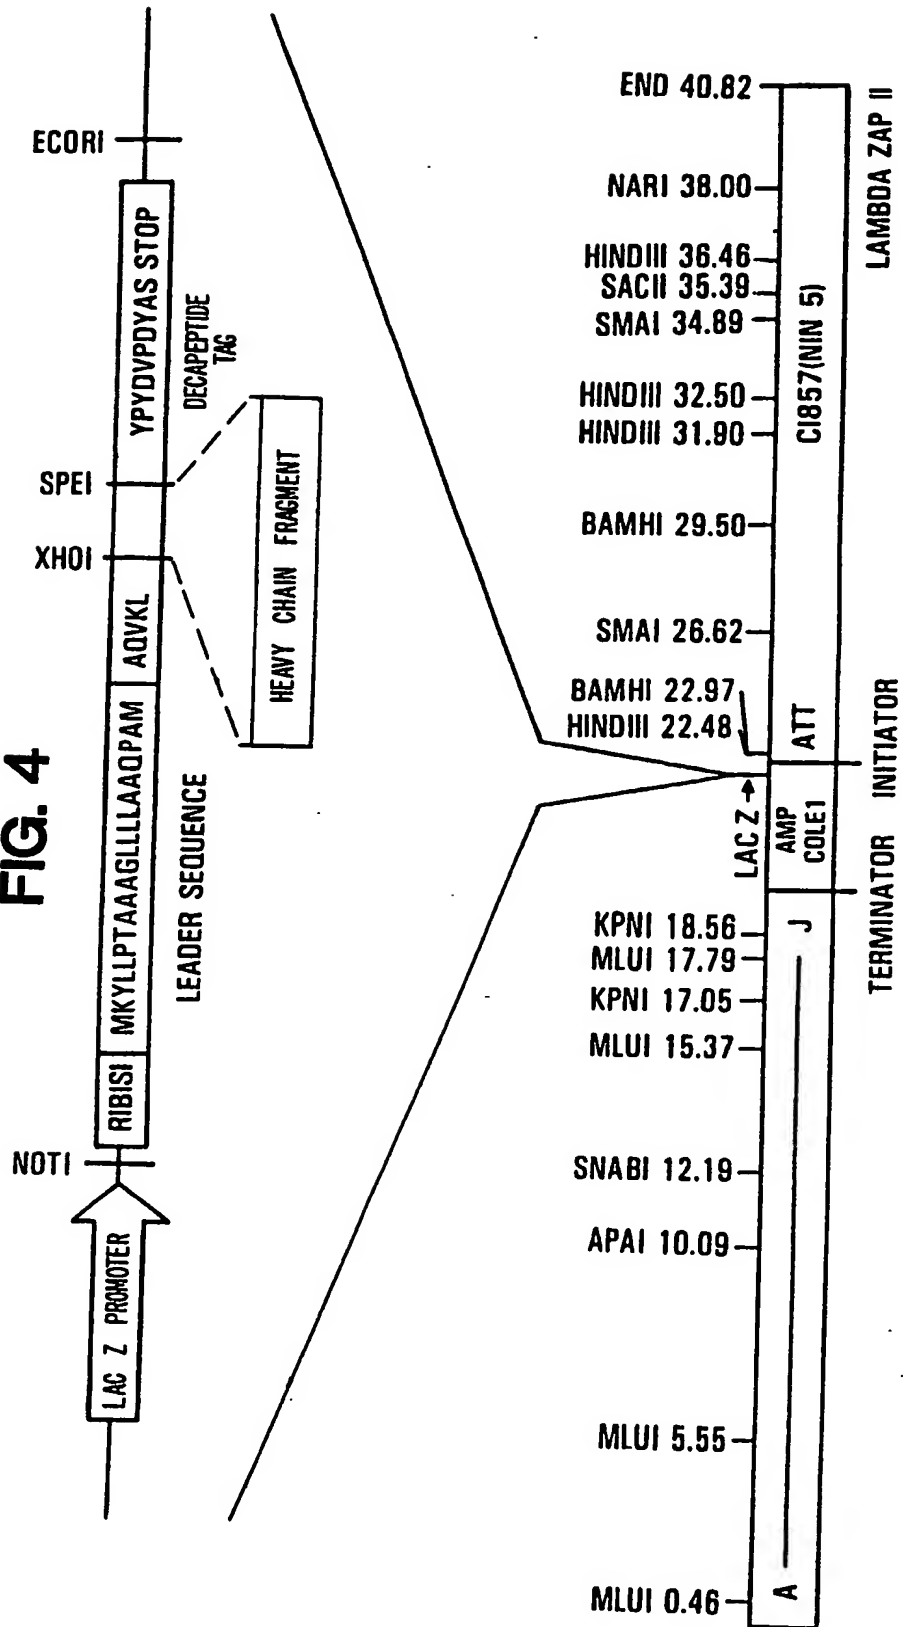 FIG. 4
LAC Z PROMOTER
NOTI
RIBISI
MKYLLPTAAAGLLLLAAQPAM
AQVKL
XHOI
SPEI
YPYDVPDYAS STOP
ECORI
LEADER SEQUENCE
DECAPEPTIDE
TAG
HEAVY CHAIN FRAGMENT
MLUI 0.46
MLUI 5.55
APAI 10.09
SNABI 12.19
MLUI 15.37
KPNI 17.05
MLUI 17.79
KPNI 18.56
LAC Z
HINDIII 22.48
BAMHI 22.97
SMAI 26.62
BAMHI 29.50
HINDIII 31.90
HINDIII 32.50
SMAI 34.89
SACII 35.39
HINDIII 36.46
NARI 38.00
END 40.82
A
J
AMP
COLE1
ATT
CI857(NIN 5)
TERMINATOR
INITIATOR
LAMBDA ZAP II